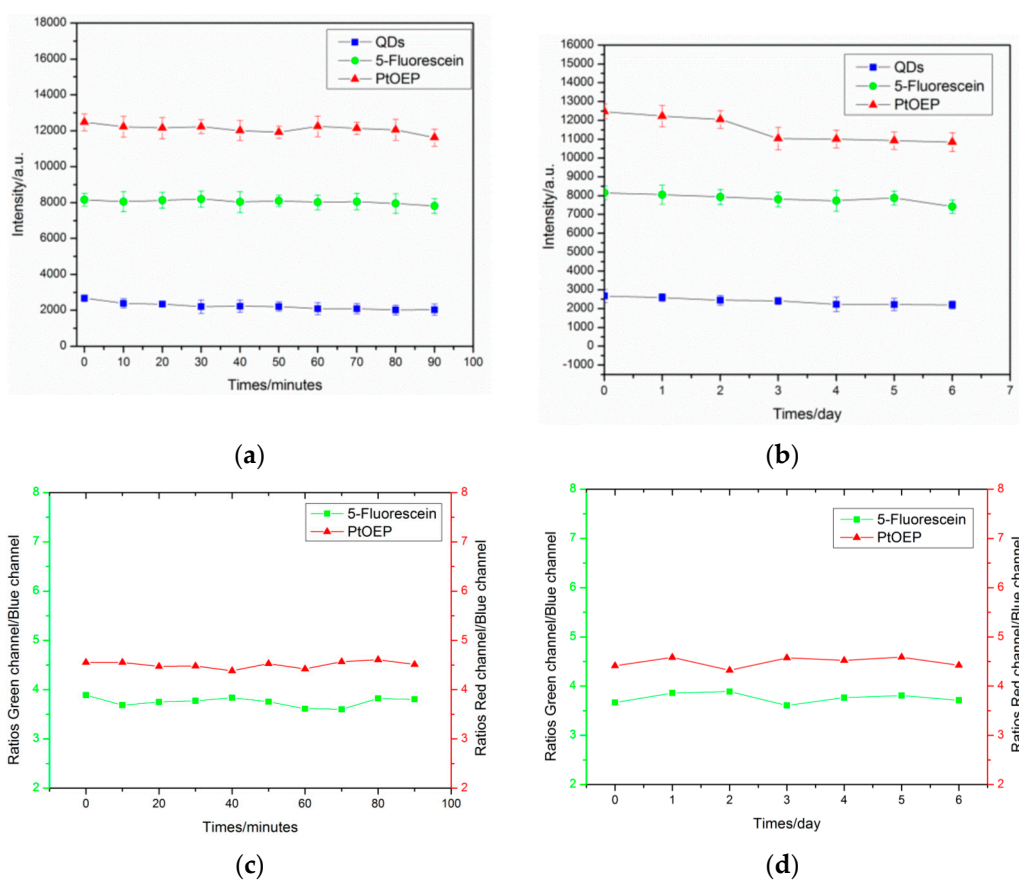 18000
16000
14000
12000
10000
8000
6000
4000
2000
0
Intensity/a.u.
QDs
5-Fluorescein
PtOEP
0 10 20 30 40 50 60 70 80 90 100
Times/minutes
(a)
16000
15000
14000
13000
12000
11000
10000
9000
8000
7000
6000
5000
4000
3000
2000
1000
0
-1000
Intensity/a.u.
QDs
5-Fluorescein
PtOEP
0 1 2 3 4 5 6 7
Times/day
(b)
8
7
6
5
4
3
2
Ratios Green channel/Blue channel
5-Fluorescein
PtOEP
8
7
6
5
4
3
2
Ratios Red channel/Blue channel
0 20 40 60 80 100
Times/minutes
(c)
8
7
6
5
4
3
2
Ratios Green channel/Blue channel
5-Fluorescein
PtOEP
8
7
6
5
4
3
2
Ratios Red channel/Blue channel
0 1 2 3 4 5 6
Times/day
(d)